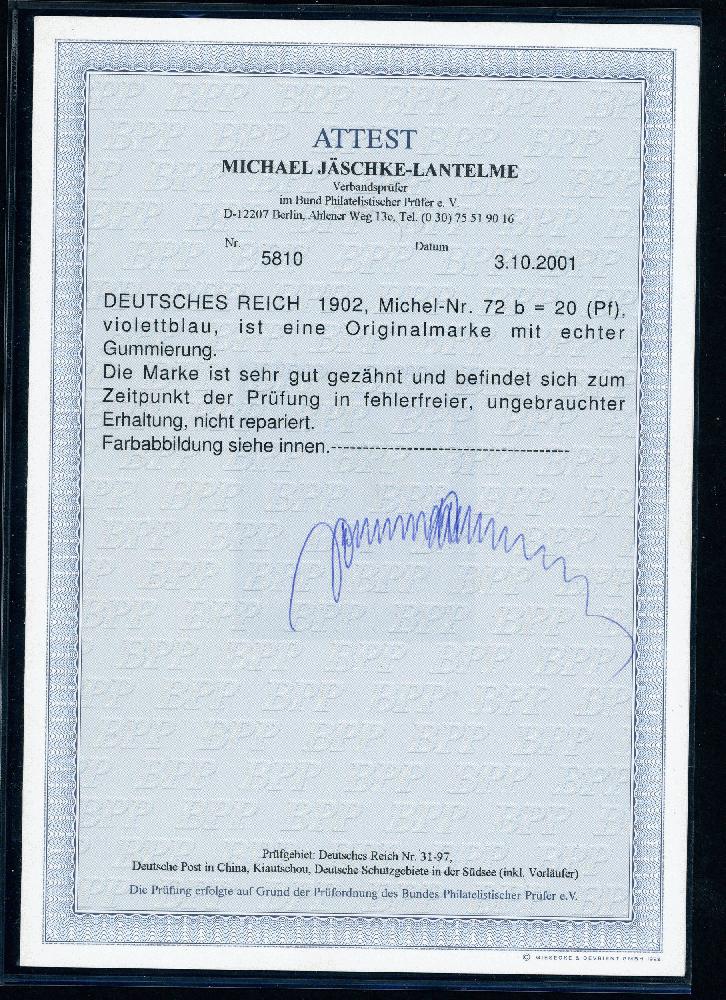 ATTEST
MICHAEL JÄSCHKE-LANTELME
Verbandsprüfer
im Bund Philatelistischer Prüfer e. V.
D-12207 Berlin, Ahlener Weg 13c, Tel. (0 30) 75 51 90 16
Nr. 5810 Datum 3.10.2001
DEUTSCHES REICH 1902, Michel-Nr. 72 b = 20 (Pf),
violettblau, ist eine Originalmarke mit echter
Gummierung.
Die Marke ist sehr gut gezähnt und befindet sich zum
Zeitpunkt der Prüfung in fehlerfreier, ungebrauchter
Erhaltung, nicht repariert.
Farbabbildung siehe innen.-------------------------------------
Prüfgebiet: Deutsches Reich Nr. 31-97,
Deutsche Post in China, Kiautschou, Deutsche Schutzgebiete in der Südsee (inkl. Vorläufer)
Die Prüfung erfolgte auf Grund der Prüfordnung des Bundes Philatelistischer Prüfer e.V.
© GIESECKE & DEVRIENT GMBH